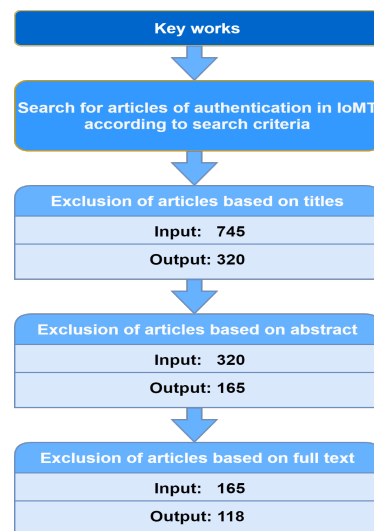 Key works
Search for articles of authentication in IoMT
according to search criteria
Exclusion of articles based on titles
Input: 745
Output: 320
Exclusion of articles based on abstract
Input: 320
Output: 165
Exclusion of articles based on full text
Input: 165
Output: 118